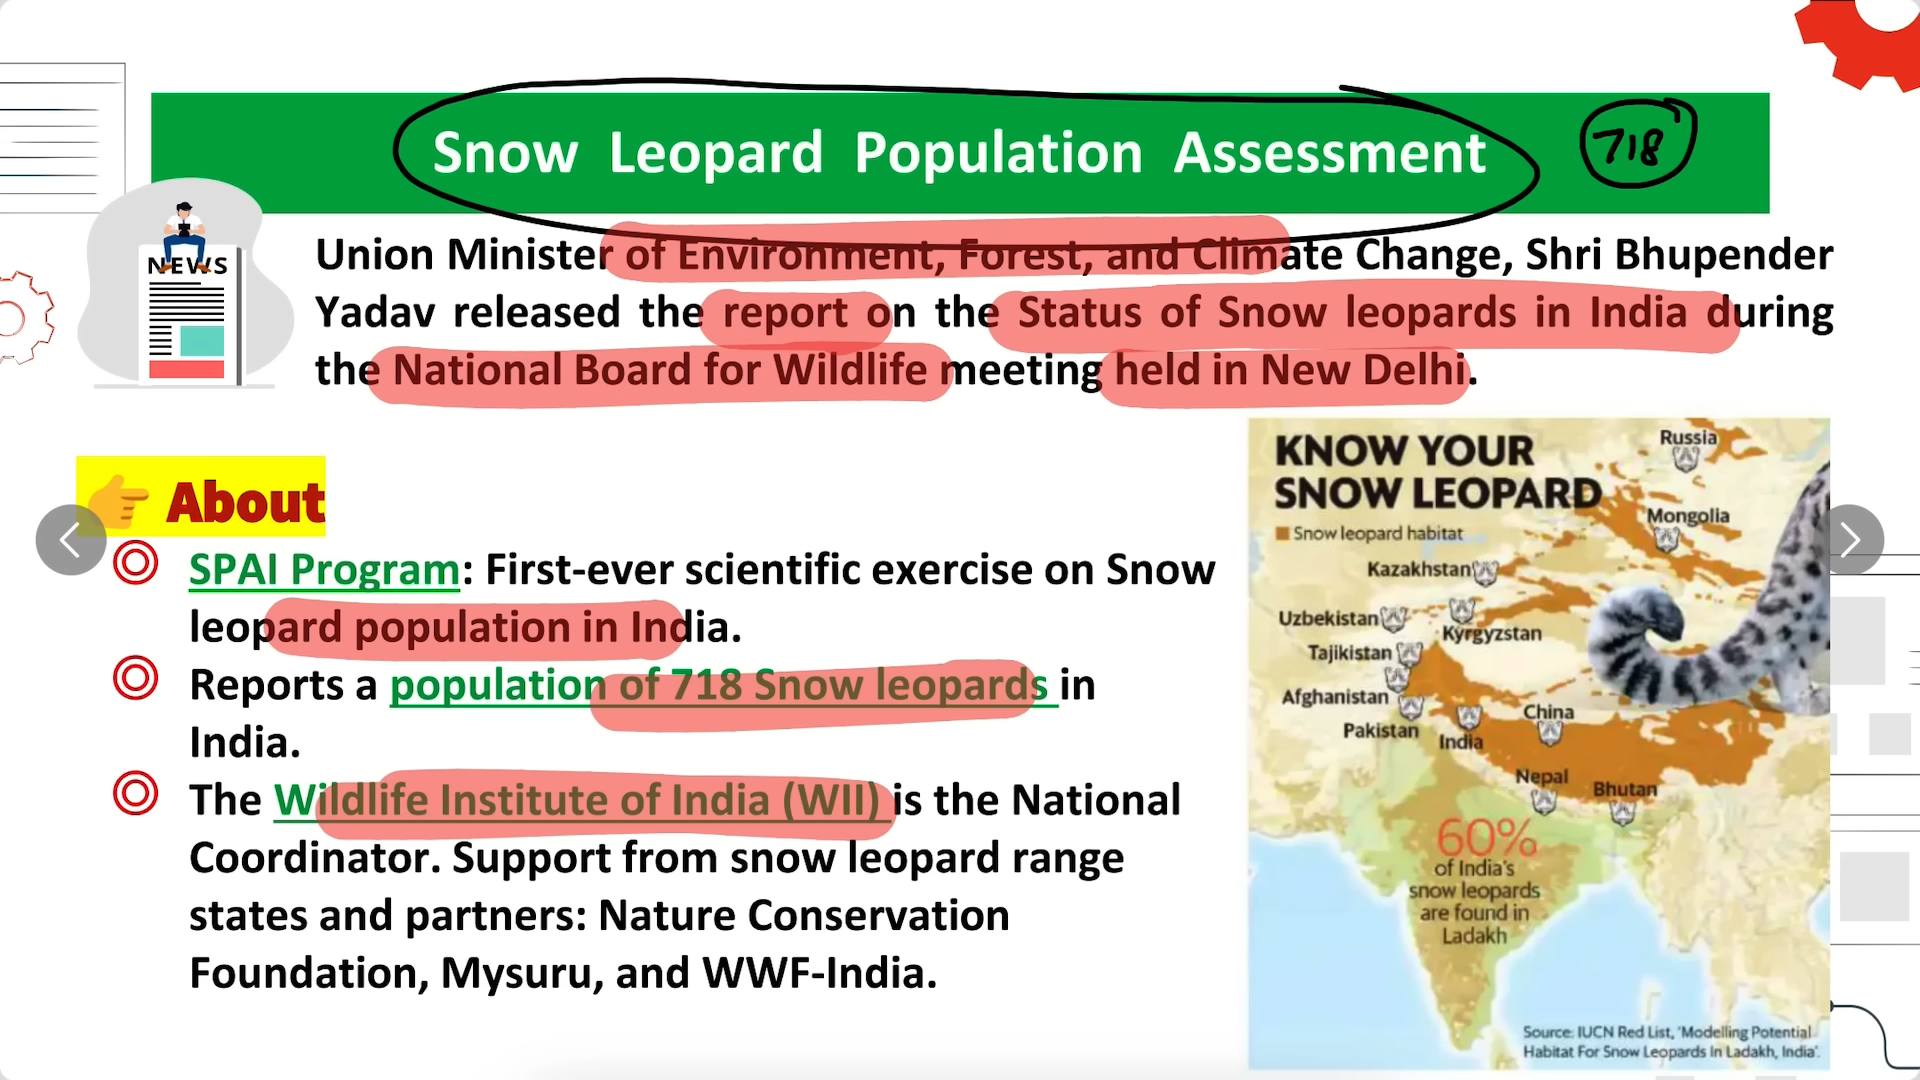 Snow Leopard Population Assessment
718
NEWS
Union Minister of Environment, Forest, and Climate Change, Shri Bhupender
Yadav released the report on the Status of Snow leopards in India during
the National Board for Wildlife meeting held in New Delhi.
About
SPAI Program: First-ever scientific exercise on Snow
leopard population in India.
Reports a population of 718 Snow leopards in
India.
The Wildlife Institute of India (WII) is the National
Coordinator. Support from snow leopard range
states and partners: Nature Conservation
Foundation, Mysuru, and WWF-India.
KNOW YOUR
SNOW LEOPARD
Snow leopard habitat
Russia
Mongolia
Kazakhstan
Uzbekistan
Kyrgyzstan
Tajikistan
Afghanistan
Pakistan
India
China
Nepal
Bhutan
60%
of India's
snow leopards
are found in
Ladakh
Source: IUCN Red List, 'Modelling Potential
Habitat For Snow Leopards In Ladakh, India'.